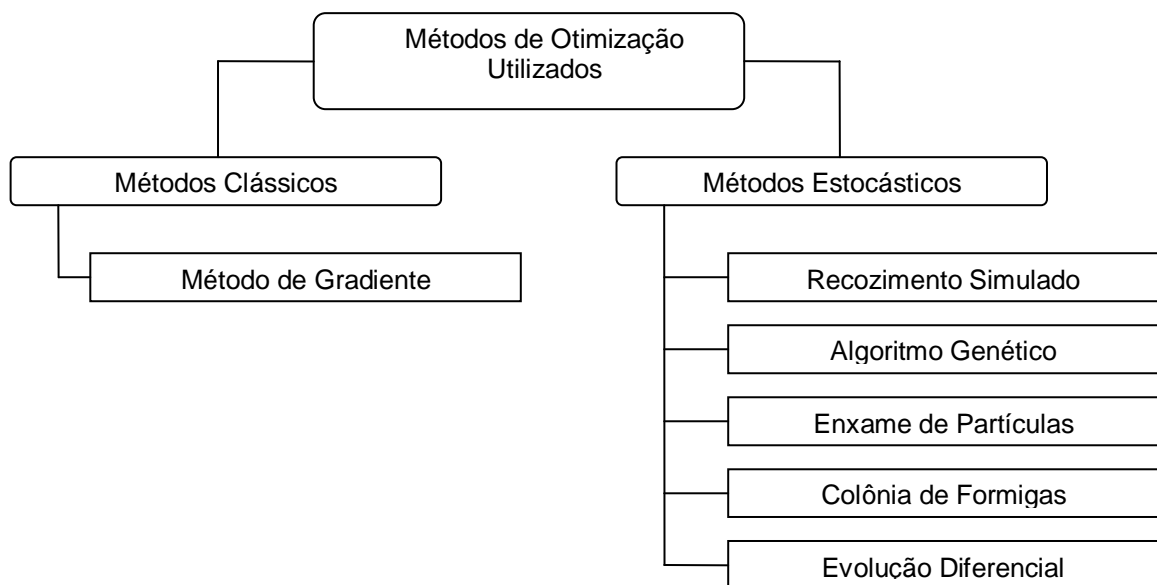 Métodos de Otimização
Utilizados
Métodos Clássicos
Métodos Estocásticos
Método de Gradiente
Recozimento Simulado
Algoritmo Genético
Enxame de Partículas
Colônia de Formigas
Evolução Diferencial